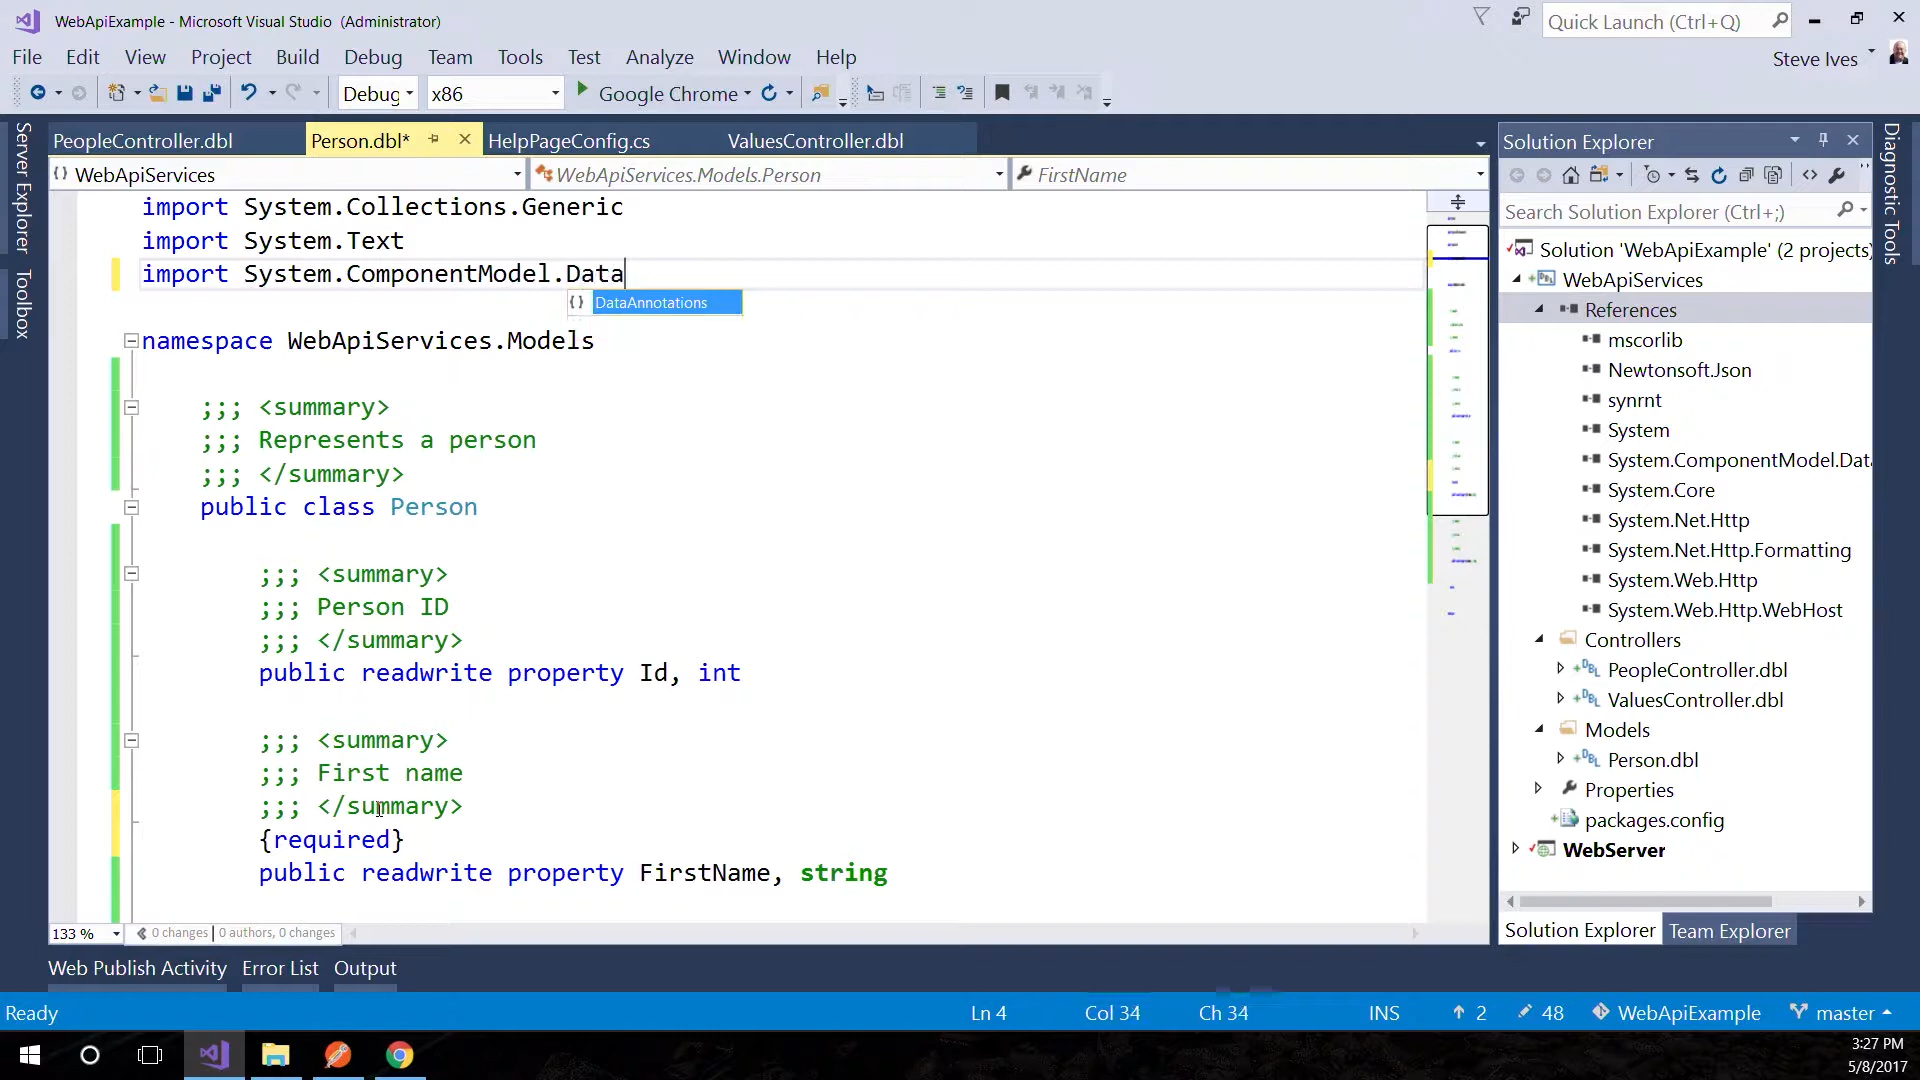 WebApiExample - Microsoft Visual Studio (Administrator)
Quick Launch (Ctrl+Q)
File Edit View Project Build Debug Team Tools Test Analyze Window Help
Steve Ives
Debug x86 Google Chrome
Server Explorer
Toolbox
PeopleController.dbl Person.dbl* HelpPageConfig.cs ValuesController.dbl
WebApiServices WebApiServices.Models.Person FirstName
import System.Collections.Generic
import System.Text
import System.ComponentModel.Data
DataAnnotations
namespace WebApiServices.Models
;;; <summary>
;;; Represents a person
;;; </summary>
public class Person
;;; <summary>
;;; Person ID
;;; </summary>
public readwrite property Id, int
;;; <summary>
;;; First name
;;; </summary>
{required}
public readwrite property FirstName, string
133 % 0 changes | 0 authors, 0 changes
Solution Explorer
Search Solution Explorer (Ctrl+;)
Solution 'WebApiExample' (2 projects)
WebApiServices
References
mscorlib
Newtonsoft.Json
synrnt
System
System.ComponentModel.Data
System.Core
System.Net.Http
System.Net.Http.Formatting
System.Web.Http
System.Web.Http.WebHost
Controllers
PeopleController.dbl
ValuesController.dbl
Models
Person.dbl
Properties
packages.config
WebServer
Solution Explorer Team Explorer
Diagnostic Tools
Web Publish Activity Error List Output
Ready Ln 4 Col 34 Ch 34 INS 2 48 WebApiExample master
3:27 PM
5/8/2017